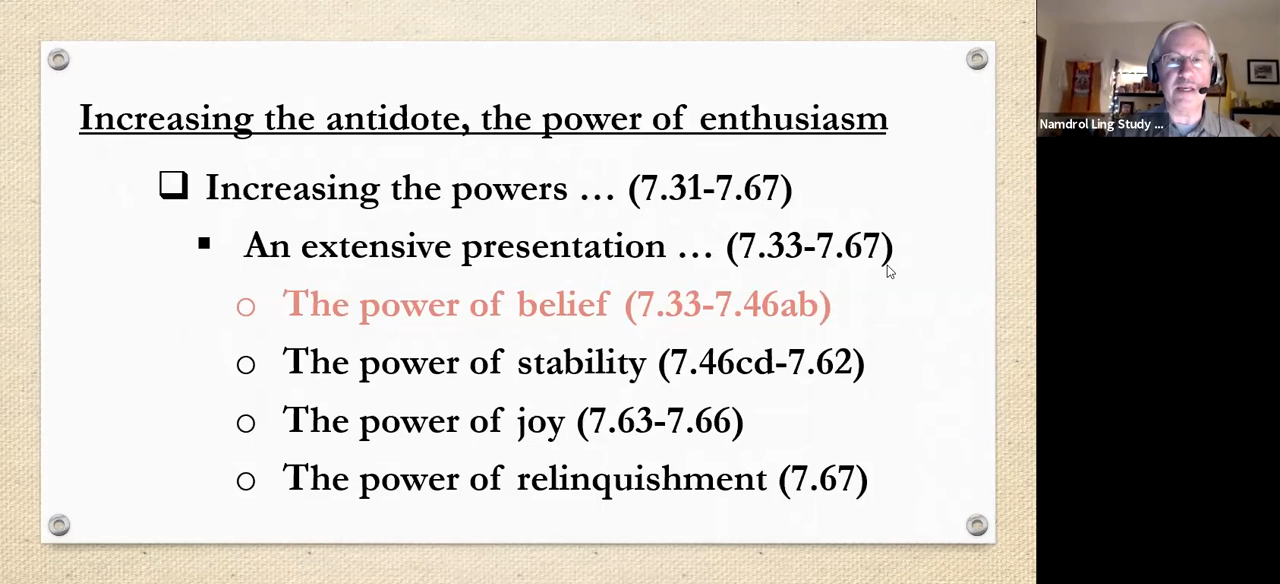 Increasing the antidote, the power of enthusiasm
Increasing the powers … (7.31-7.67)
An extensive presentation … (7.33-7.67)
The power of belief (7.33-7.46ab)
The power of stability (7.46cd-7.62)
The power of joy (7.63-7.66)
The power of relinquishment (7.67)
Namdrol Ling Study ...